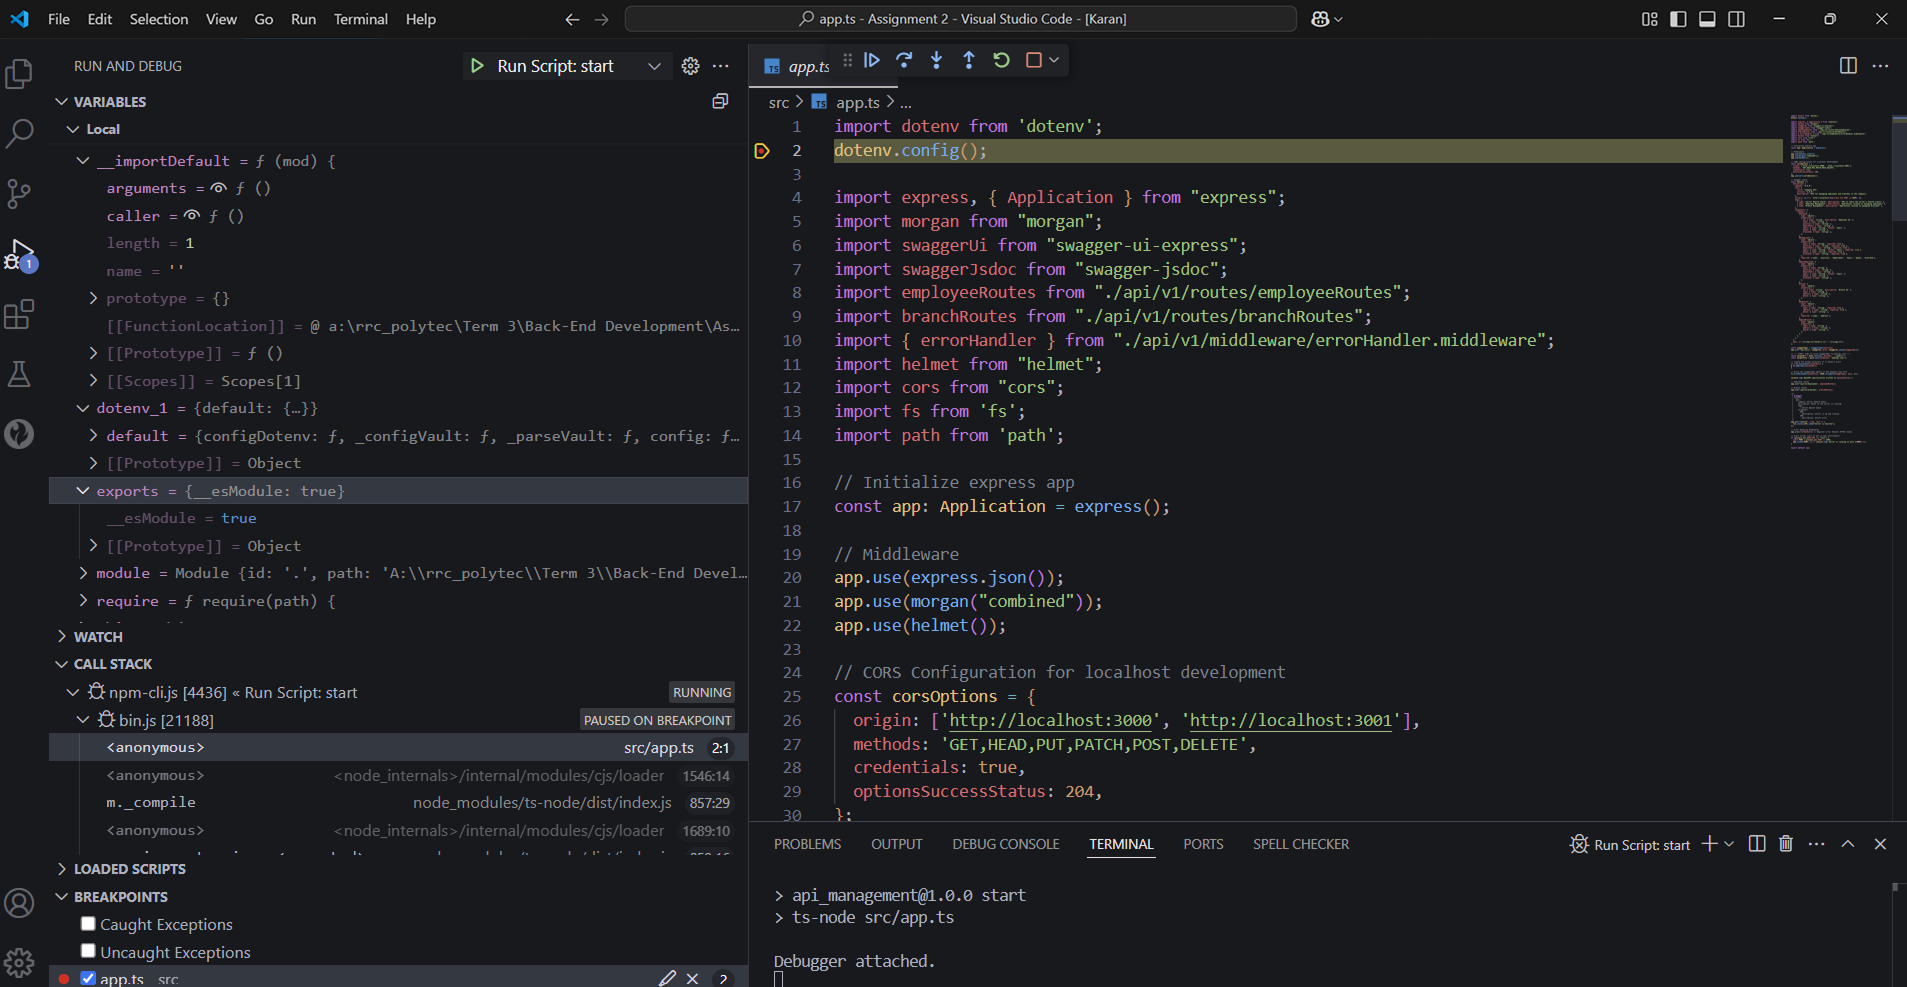 File Edit Selection View Go Run Terminal Help
app.ts - Assignment 2 - Visual Studio Code - [Karan]
RUN AND DEBUG
Run Script: start
VARIABLES
Local
__importDefault = ƒ (mod) {
arguments = ƒ ()
caller = ƒ ()
length = 1
name = ''
prototype = {}
[[FunctionLocation]] = @ a:\rrc_polytec\Term 3\Back-End Development\As…
[[Prototype]] = ƒ ()
[[Scopes]] = Scopes[1]
dotenv_1 = {default: {…}}
default = {configDotenv: ƒ, _configVault: ƒ, _parseVault: ƒ, config: ƒ…
[[Prototype]] = Object
exports = {__esModule: true}
__esModule = true
[[Prototype]] = Object
module = Module {id: '.', path: 'A:\\rrc_polytec\\Term 3\\Back-End Devel…
require = ƒ require(path) {
WATCH
CALL STACK
npm-cli.js [4436] « Run Script: start RUNNING
bin.js [21188] PAUSED ON BREAKPOINT
<anonymous> src/app.ts 2:1
<anonymous> <node_internals>/internal/modules/cjs/loader 1546:14
m._compile node_modules/ts-node/dist/index.js 857:29
<anonymous> <node_internals>/internal/modules/cjs/loader 1689:10
LOADED SCRIPTS
BREAKPOINTS
Caught Exceptions
Uncaught Exceptions
app.ts src 2
1
TS app.ts
src > TS app.ts > ...
1 import dotenv from 'dotenv';
2 dotenv.config();
3
4 import express, { Application } from "express";
5 import morgan from "morgan";
6 import swaggerUi from "swagger-ui-express";
7 import swaggerJsdoc from "swagger-jsdoc";
8 import employeeRoutes from "./api/v1/routes/employeeRoutes";
9 import branchRoutes from "./api/v1/routes/branchRoutes";
10 import { errorHandler } from "./api/v1/middleware/errorHandler.middleware";
11 import helmet from "helmet";
12 import cors from "cors";
13 import fs from 'fs';
14 import path from 'path';
15
16 // Initialize express app
17 const app: Application = express();
18
19 // Middleware
20 app.use(express.json());
21 app.use(morgan("combined"));
22 app.use(helmet());
23
24 // CORS Configuration for localhost development
25 const corsOptions = {
26 origin: ['http://localhost:3000', 'http://localhost:3001'],
27 methods: 'GET,HEAD,PUT,PATCH,POST,DELETE',
28 credentials: true,
29 optionsSuccessStatus: 204,
30 };
PROBLEMS OUTPUT DEBUG CONSOLE TERMINAL PORTS SPELL CHECKER
Run Script: start
> api_management@1.0.0 start
> ts-node src/app.ts
Debugger attached.